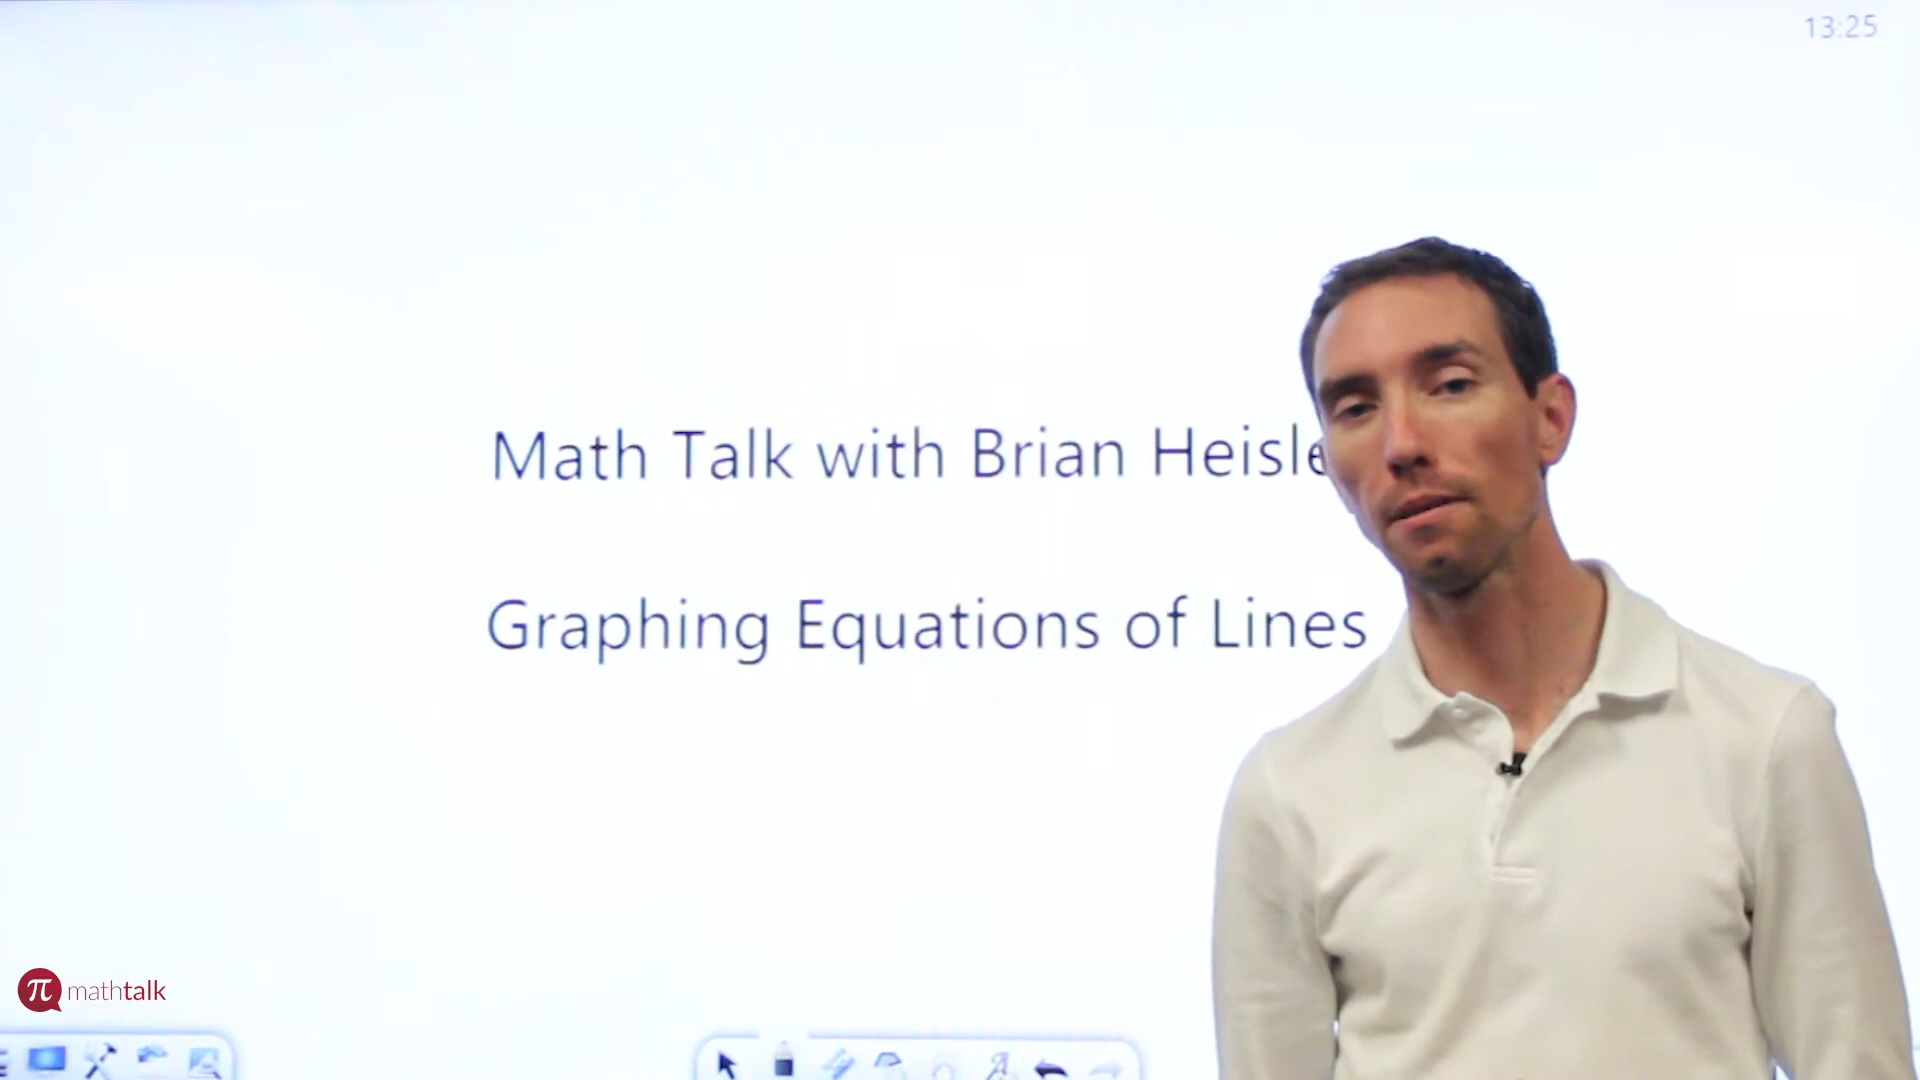 13:25
Math Talk with Brian Heisle
Graphing Equations of Lines
π mathtalk